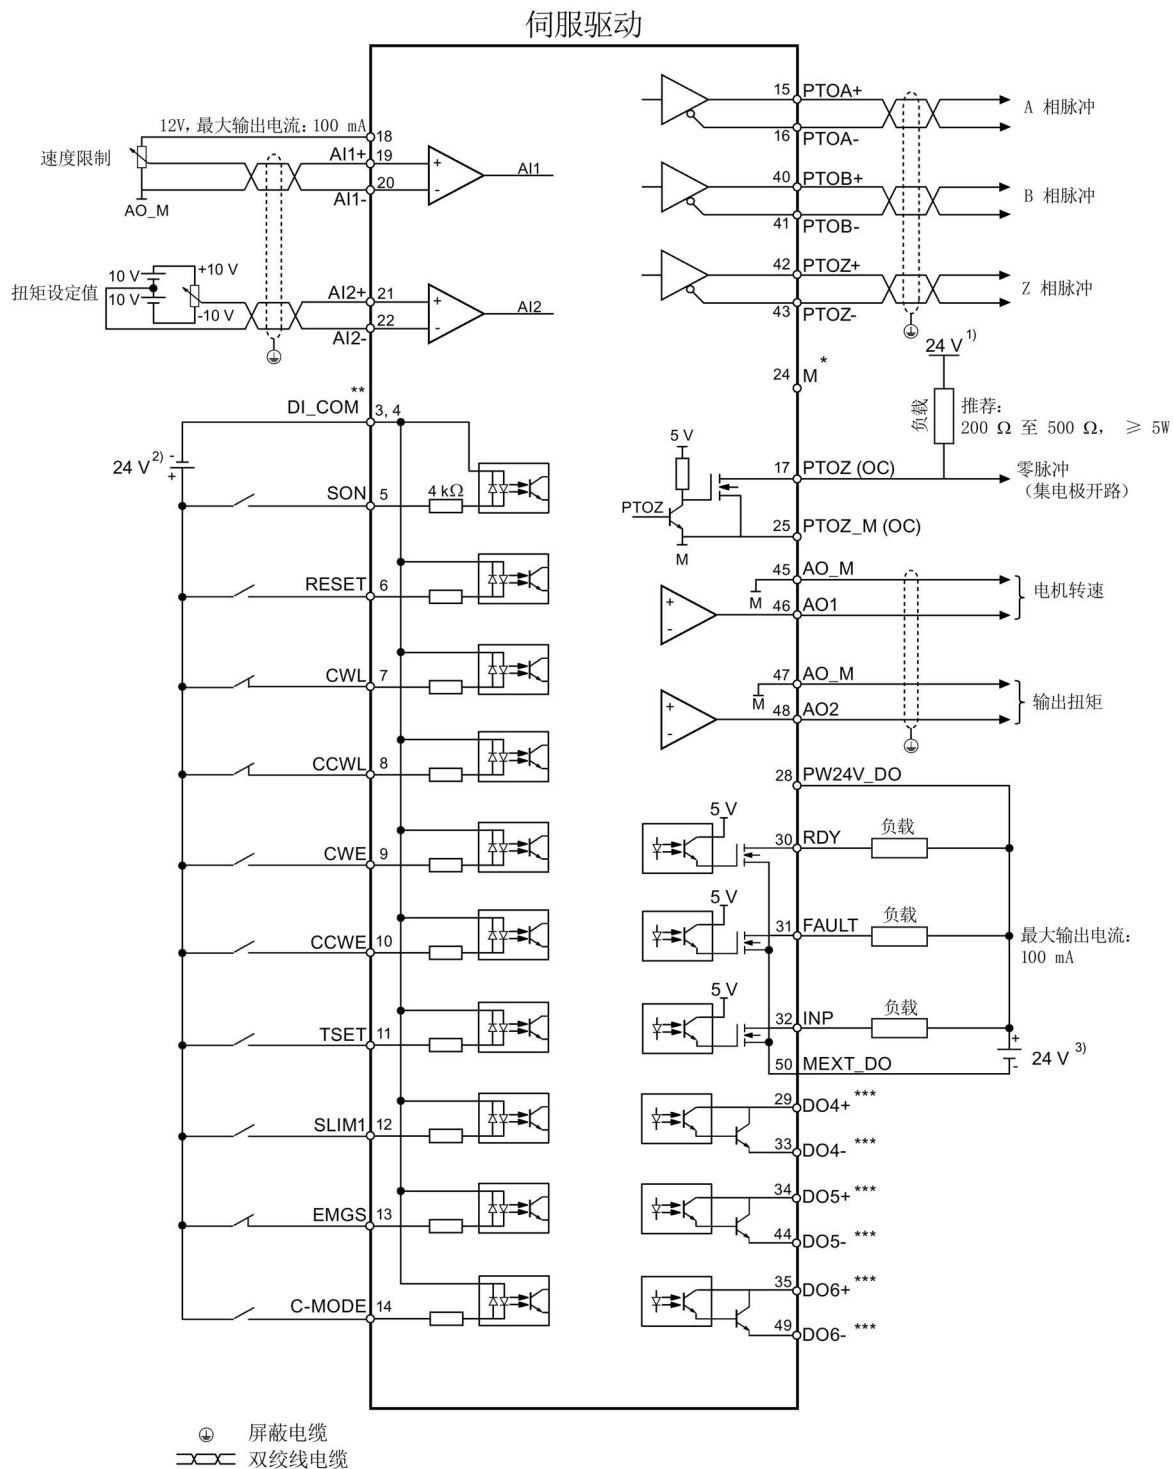 伺服驱动
12V, 最大输出电流: 100 mA
18
速度限制
AI1+ 19
20
AI1-
AO_M
AI1
10 V
+10 V
扭矩设定值
10 V
-10 V
AI2+ 21
22
AI2-
AI2
DI_COM ** 3, 4
24 V 2)
-
+
SON 5
4 kΩ
RESET 6
CWL 7
CCWL 8
CWE 9
CCWE 10
TSET 11
SLIM1 12
EMGS 13
C-MODE 14
15 PTOA+
16 PTOA-
A 相脉冲
40 PTOB+
41 PTOB-
B 相脉冲
42 PTOZ+
43 PTOZ-
Z 相脉冲
24 M *
24 V 1)
负载
推荐:
200 Ω 至 500 Ω, ≥ 5W
5 V
17 PTOZ (OC)
零脉冲
(集电极开路)
PTOZ
25 PTOZ_M (OC)
M
45 AO_M
M
46 AO1
+
-
电机转速
47 AO_M
M
48 AO2
+
-
输出扭矩
28 PW24V_DO
5 V
30 RDY
负载
5 V
31 FAULT
负载
最大输出电流:
100 mA
5 V
32 INP
负载
+
24 V 3)
-
50 MEXT_DO
29 DO4+ ***
33 DO4- ***
34 DO5+ ***
44 DO5- ***
35 DO6+ ***
49 DO6- ***
屏蔽电缆
双绞线电缆